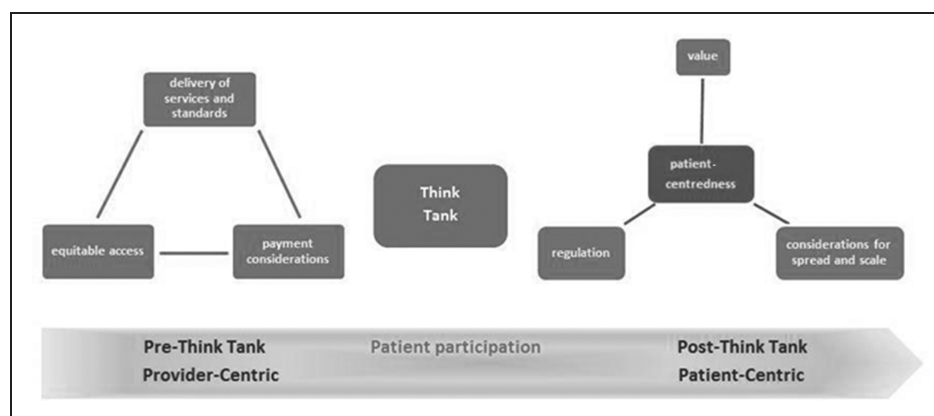 delivery of
services and
standards
equitable access
payment
considerations
Think
Tank
value
patient-
centredness
regulation
considerations for
spread and scale
Pre-Think Tank
Provider-Centric
Patient participation
Post-Think Tank
Patient-Centric